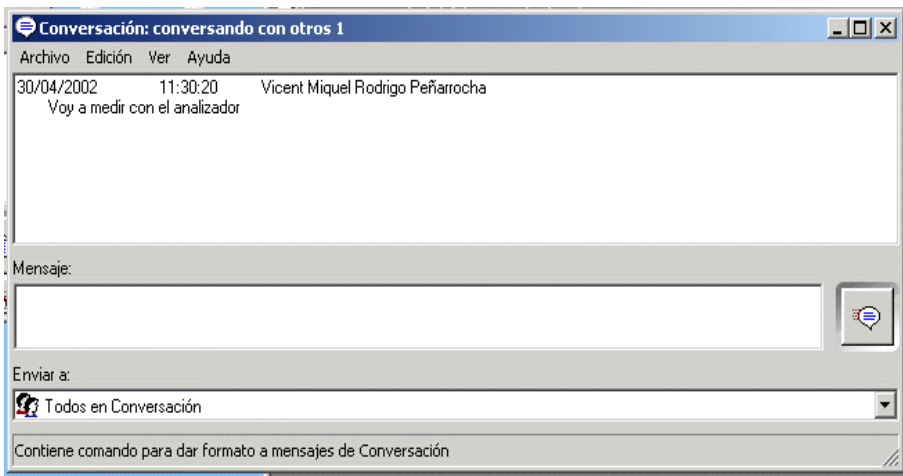 Conversación: conversando con otros 1
Archivo Edición Ver Ayuda
30/04/2002 11:30:20 Vicent Miquel Rodrigo Peñarrocha
Voy a medir con el analizador
Mensaje:
Enviar a:
Todos en Conversación
Contiene comando para dar formato a mensajes de Conversación